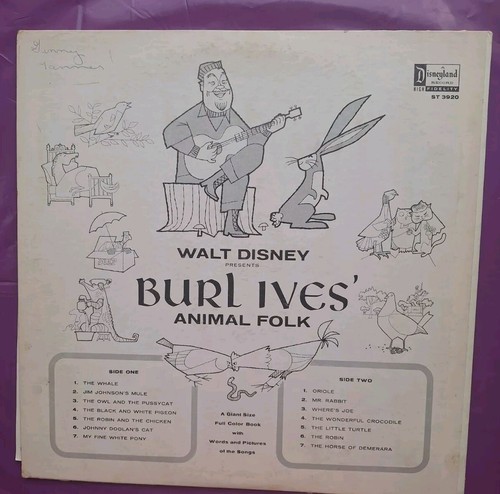 Disneyland
RECORD
HIGH FIDELITY
ST 3920
WALT DISNEY
PRESENTS
BURL IVES'
ANIMAL FOLK
SIDE ONE
1. THE WHALE
2. JIM JOHNSON'S MULE
3. THE OWL AND THE PUSSYCAT
4. THE BLACK AND WHITE PIGEON
5. THE ROBIN AND THE CHICKEN
6. JOHNNY DOOLAN'S CAT
7. MY FINE WHITE PONY
A Giant Size
Full Color Book
with
Words and Pictures
of the Songs
SIDE TWO
1. ORIOLE
2. MR. RABBIT
3. WHERE'S JOE
4. THE WONDERFUL CROCODILE
5. THE LITTLE TURTLE
6. THE ROBIN
7. THE HORSE OF DEMERARA